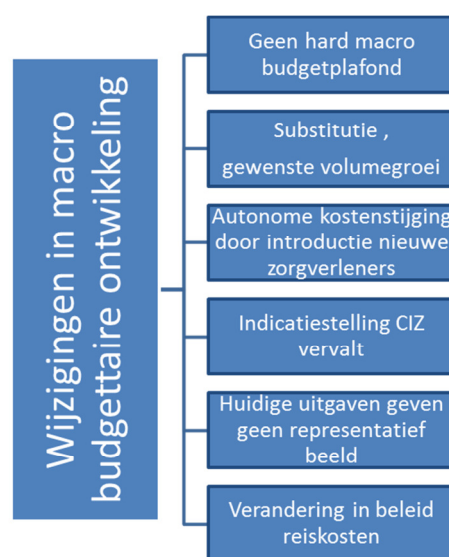 Wijzigingen in macro
budgettaire ontwikkeling
Geen hard macro
budgetplafond
Substitutie ,
gewenste volumegroei
Autonome kostenstijging
door introductie nieuwe
zorgverleners
Indicatiestelling CIZ
vervalt
Huidige uitgaven geven
geen representatief
beeld
Verandering in beleid
reiskosten